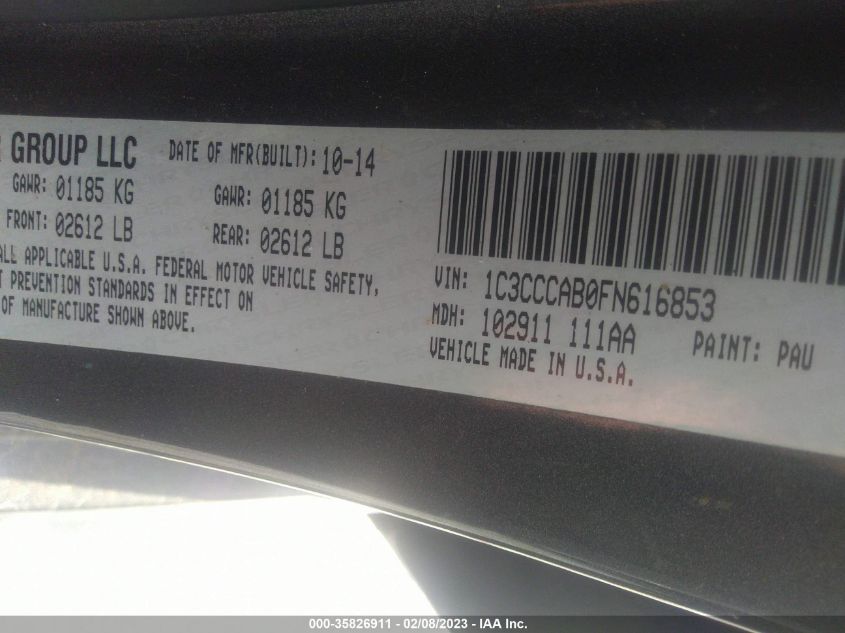 GROUP LLC DATE OF MFR(BUILT): 10-14
GAWR: 01185 KG GAWR: 01185 KG
FRONT: 02612 LB REAR: 02612 LB
ALL APPLICABLE U.S.A. FEDERAL MOTOR VEHICLE SAFETY,
PREVENTION STANDARDS IN EFFECT ON
OF MANUFACTURE SHOWN ABOVE.
VIN: 1C3CCCAB0FN616853
MDH: 102911 111AA PAINT: PAU
VEHICLE MADE IN U.S.A.
000-35826911 - 02/08/2023 - IAA Inc.